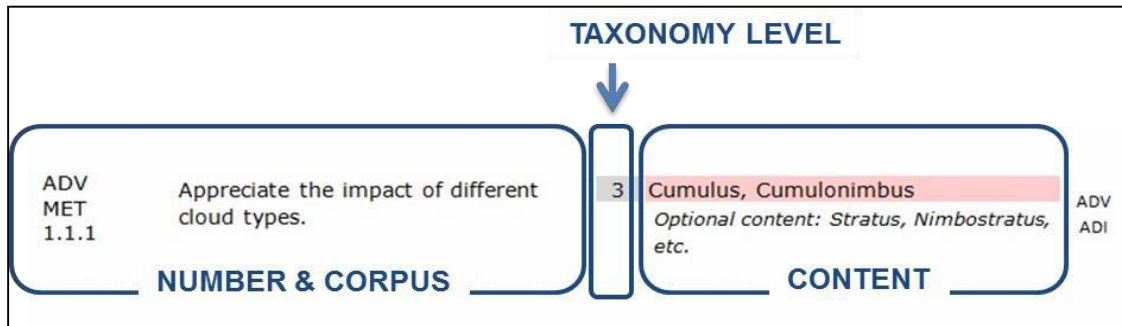 TAXONOMY LEVEL
ADV
MET
1.1.1
Appreciate the impact of different
cloud types.
3
Cumulus, Cumulonimbus
Optional content: Stratus, Nimbostratus,
etc.
ADV
ADI
NUMBER & CORPUS
CONTENT